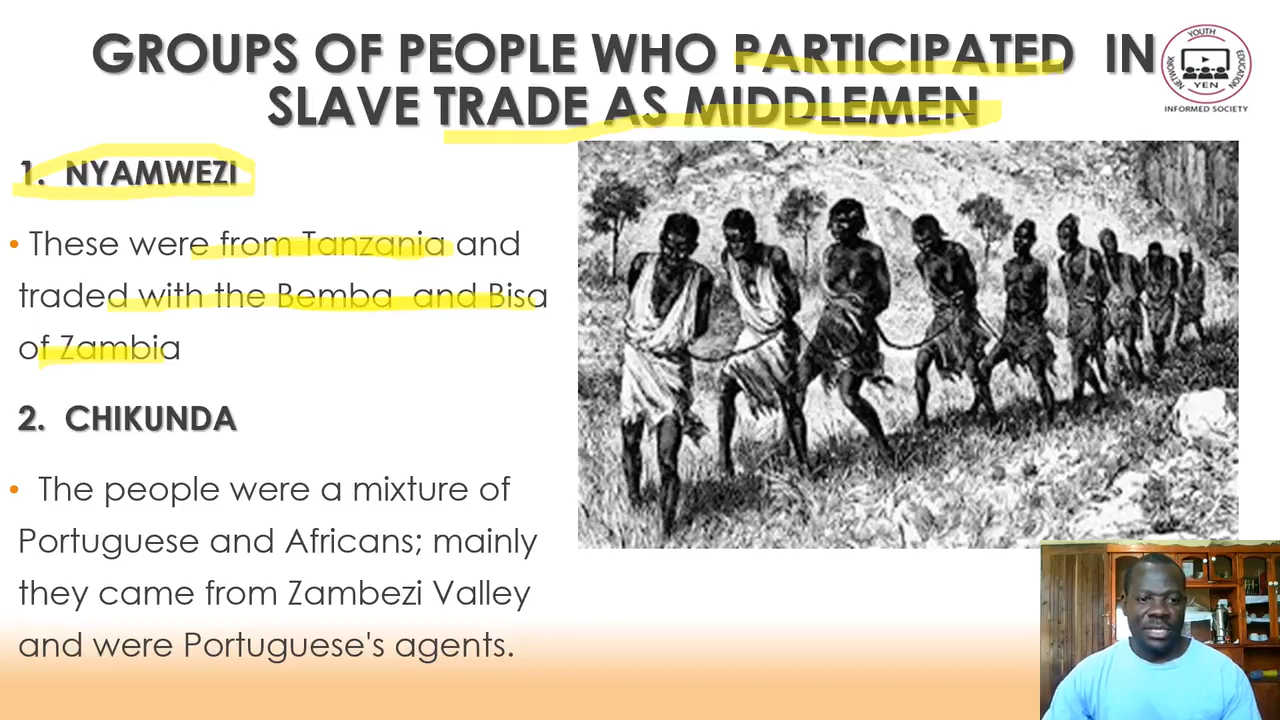 GROUPS OF PEOPLE WHO PARTICIPATED IN
SLAVE TRADE AS MIDDLEMEN
YOUTH
EDUCATION
NETWORK
YEN
INFORMED SOCIETY
1. NYAMWEZI
• These were from Tanzania and
traded with the Bemba and Bisa
of Zambia
2. CHIKUNDA
• The people were a mixture of
Portuguese and Africans; mainly
they came from Zambezi Valley
and were Portuguese's agents.